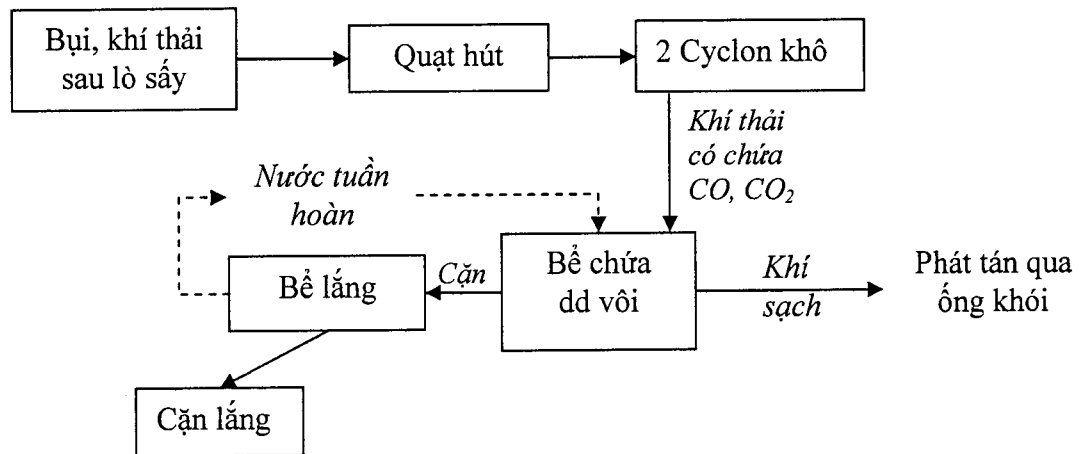 Bụi, khí thải
sau lò sấy
Quạt hút
2 Cyclon khô
Khí thải
có chứa
CO, CO₂
Nước tuần
hoàn
Bể lắng
Cặn
Bể chứa
dd vôi
Khí
sạch
Phát tán qua
ống khói
Cặn lắng